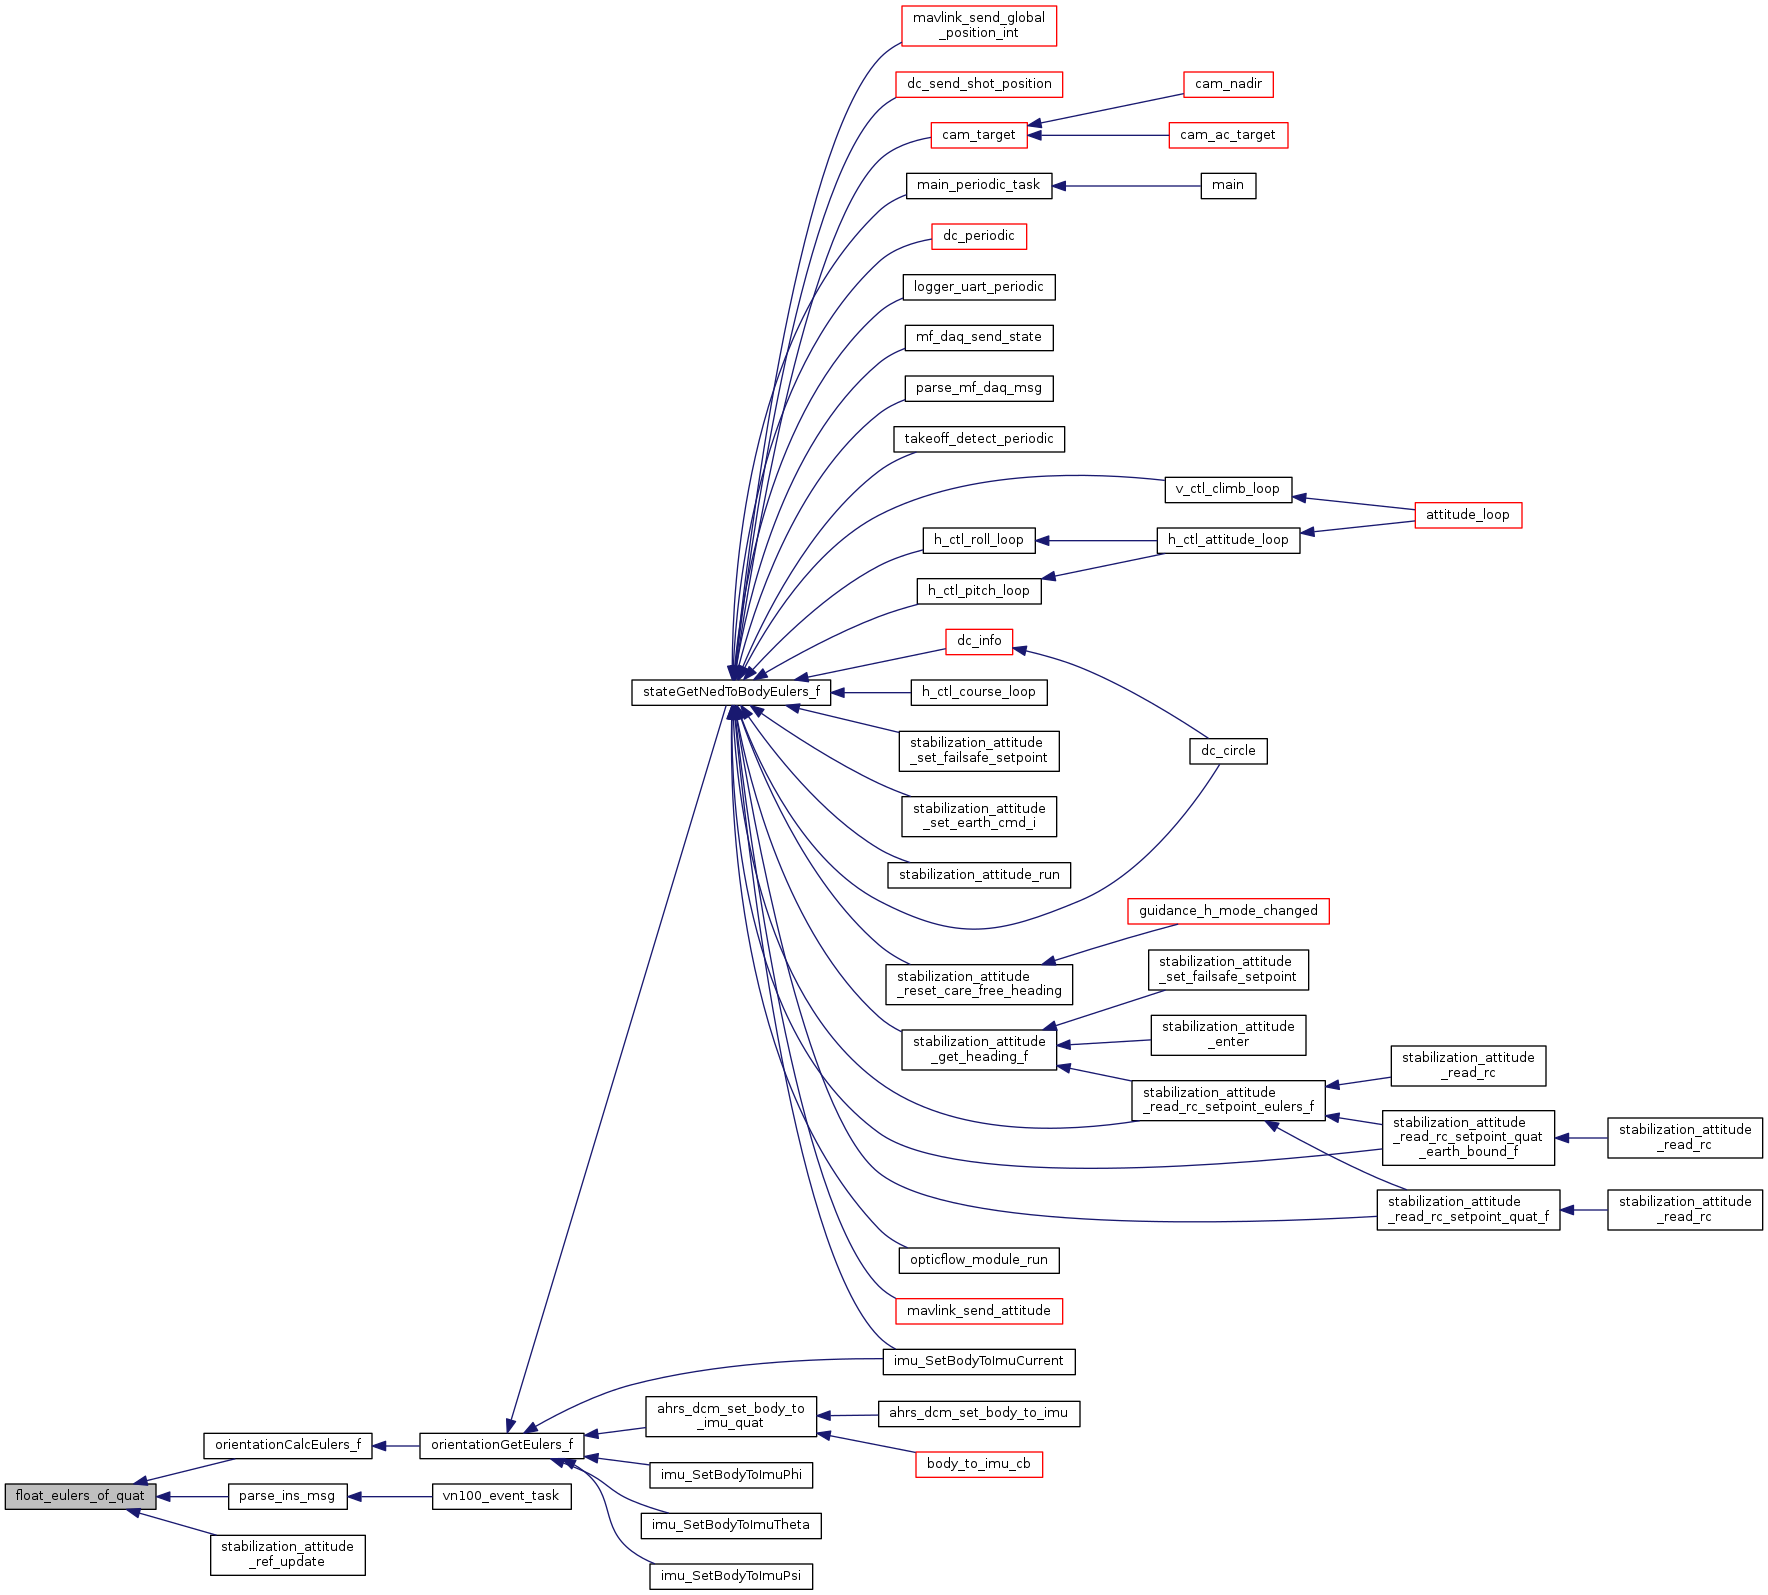 mavlink_send_global
_position_int
dc_send_shot_position
cam_nadir
cam_target
cam_ac_target
main_periodic_task
main
dc_periodic
logger_uart_periodic
mf_daq_send_state
parse_mf_daq_msg
takeoff_detect_periodic
v_ctl_climb_loop
attitude_loop
h_ctl_roll_loop
h_ctl_attitude_loop
h_ctl_pitch_loop
dc_info
stateGetNedToBodyEulers_f
h_ctl_course_loop
stabilization_attitude
_set_failsafe_setpoint
dc_circle
stabilization_attitude
_set_earth_cmd_i
stabilization_attitude_run
guidance_h_mode_changed
stabilization_attitude
_reset_care_free_heading
stabilization_attitude
_set_failsafe_setpoint
stabilization_attitude
_get_heading_f
stabilization_attitude
_enter
stabilization_attitude
_read_rc
stabilization_attitude
_read_rc_setpoint_eulers_f
stabilization_attitude
_read_rc_setpoint_quat
_earth_bound_f
stabilization_attitude
_read_rc
stabilization_attitude
_read_rc_setpoint_quat_f
stabilization_attitude
_read_rc
opticflow_module_run
mavlink_send_attitude
imu_SetBodyToImuCurrent
ahrs_dcm_set_body_to
_imu_quat
ahrs_dcm_set_body_to_imu
orientationCalcEulers_f
orientationGetEulers_f
body_to_imu_cb
imu_SetBodyToImuPhi
float_eulers_of_quat
parse_ins_msg
vn100_event_task
imu_SetBodyToImuTheta
stabilization_attitude
_ref_update
imu_SetBodyToImuPsi